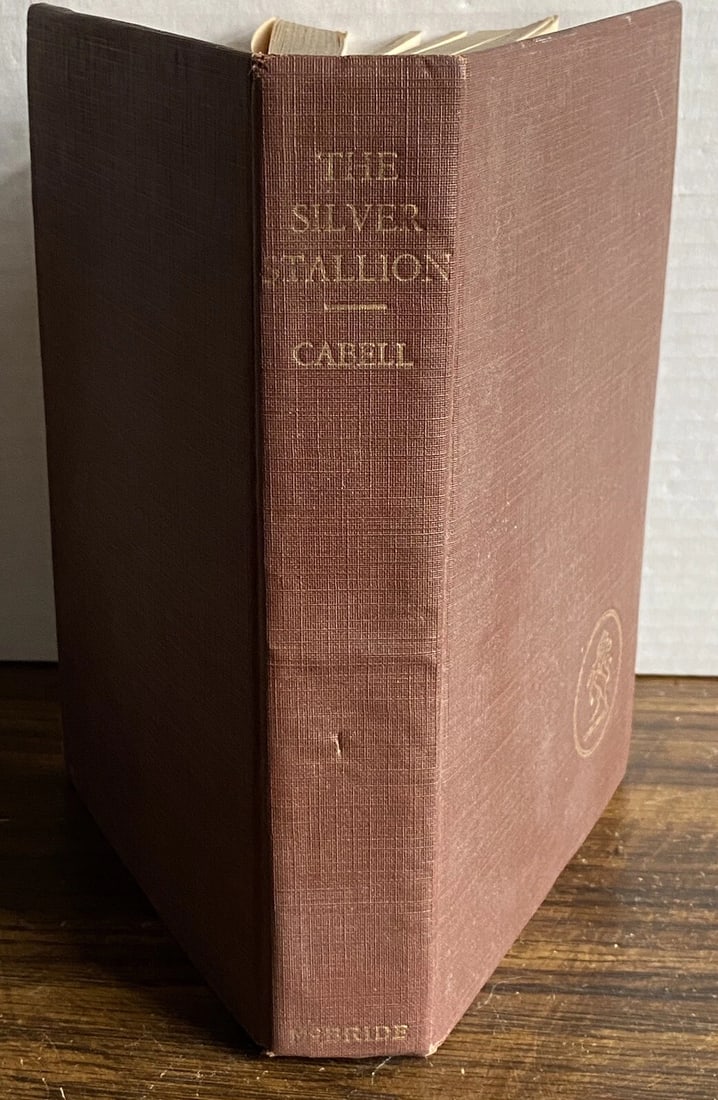 THE
SILVER
STALLION
CABELL
McBRIDE